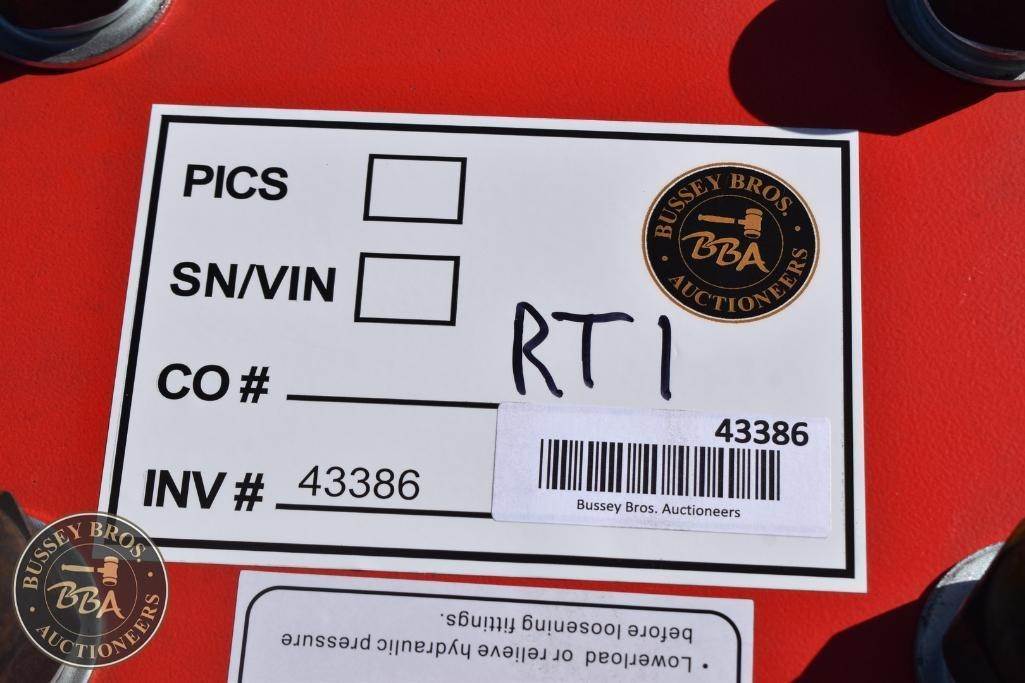 PICS
BUSSEY BROS.
BBA
AUCTIONEERS
SN/VIN
RT1
CO #
43386
INV # 43386
Bussey Bros. Auctioneers
BUSSEY BROS.
BBA
AUCTIONEERS
• Lowerload or relieve hydraulic pressure
before loosening fittings.